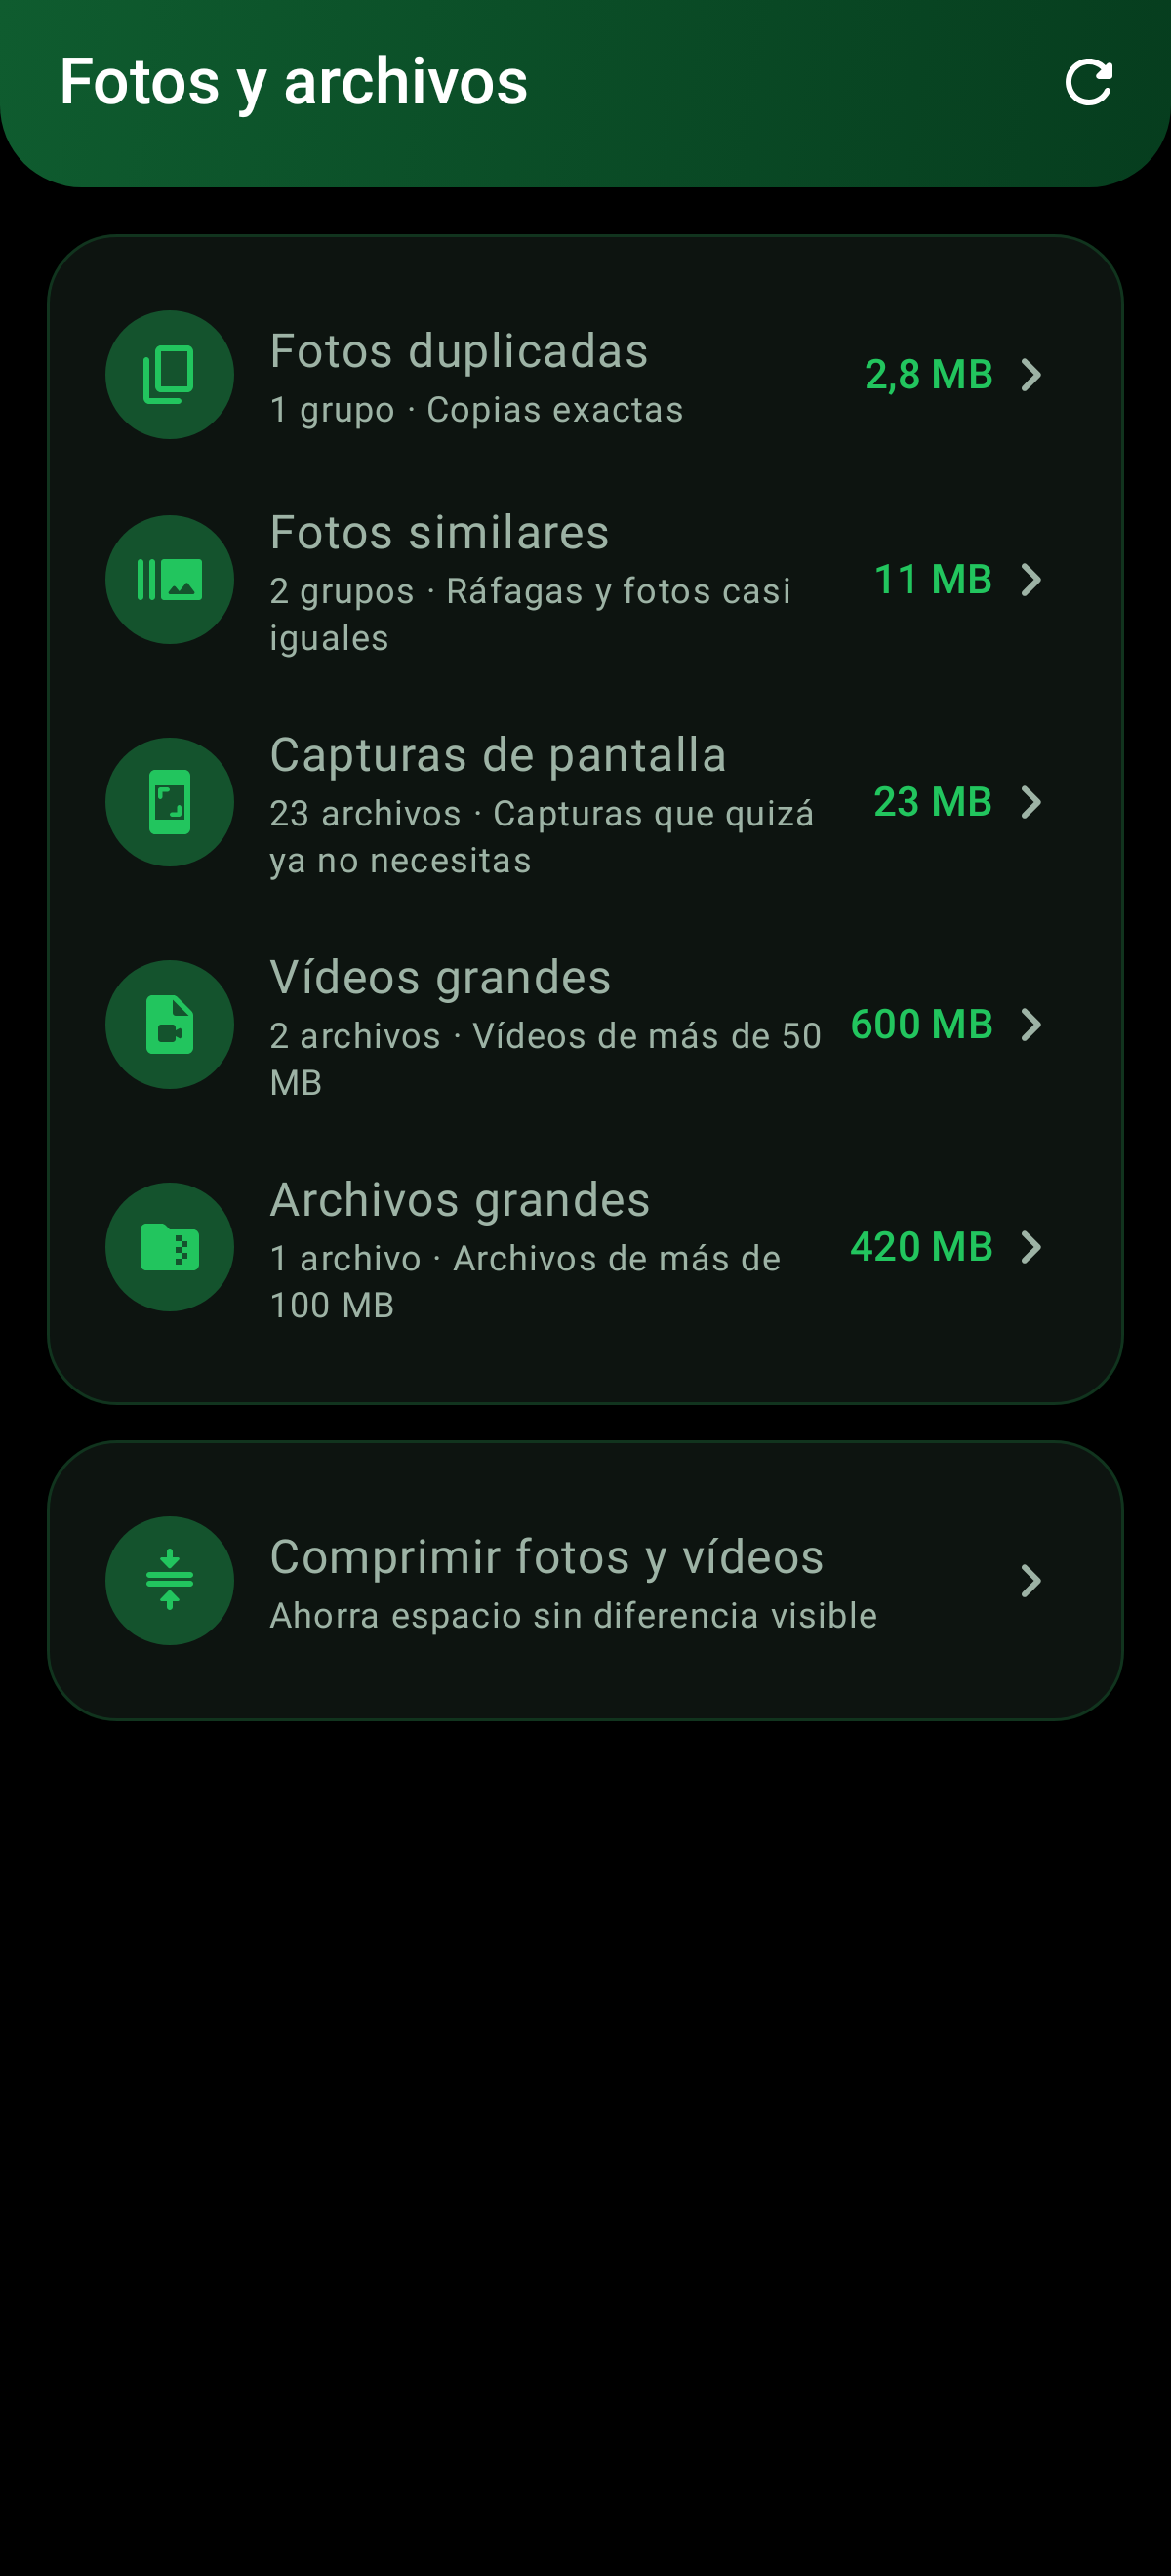 Fotos y archivos
Fotos duplicadas
1 grupo · Copias exactas
2,8 MB
Fotos similares
2 grupos · Ráfagas y fotos casi
iguales
11 MB
Capturas de pantalla
23 archivos · Capturas que quizá
ya no necesitas
23 MB
Vídeos grandes
2 archivos · Vídeos de más de 50
MB
600 MB
Archivos grandes
1 archivo · Archivos de más de
100 MB
420 MB
Comprimir fotos y vídeos
Ahorra espacio sin diferencia visible